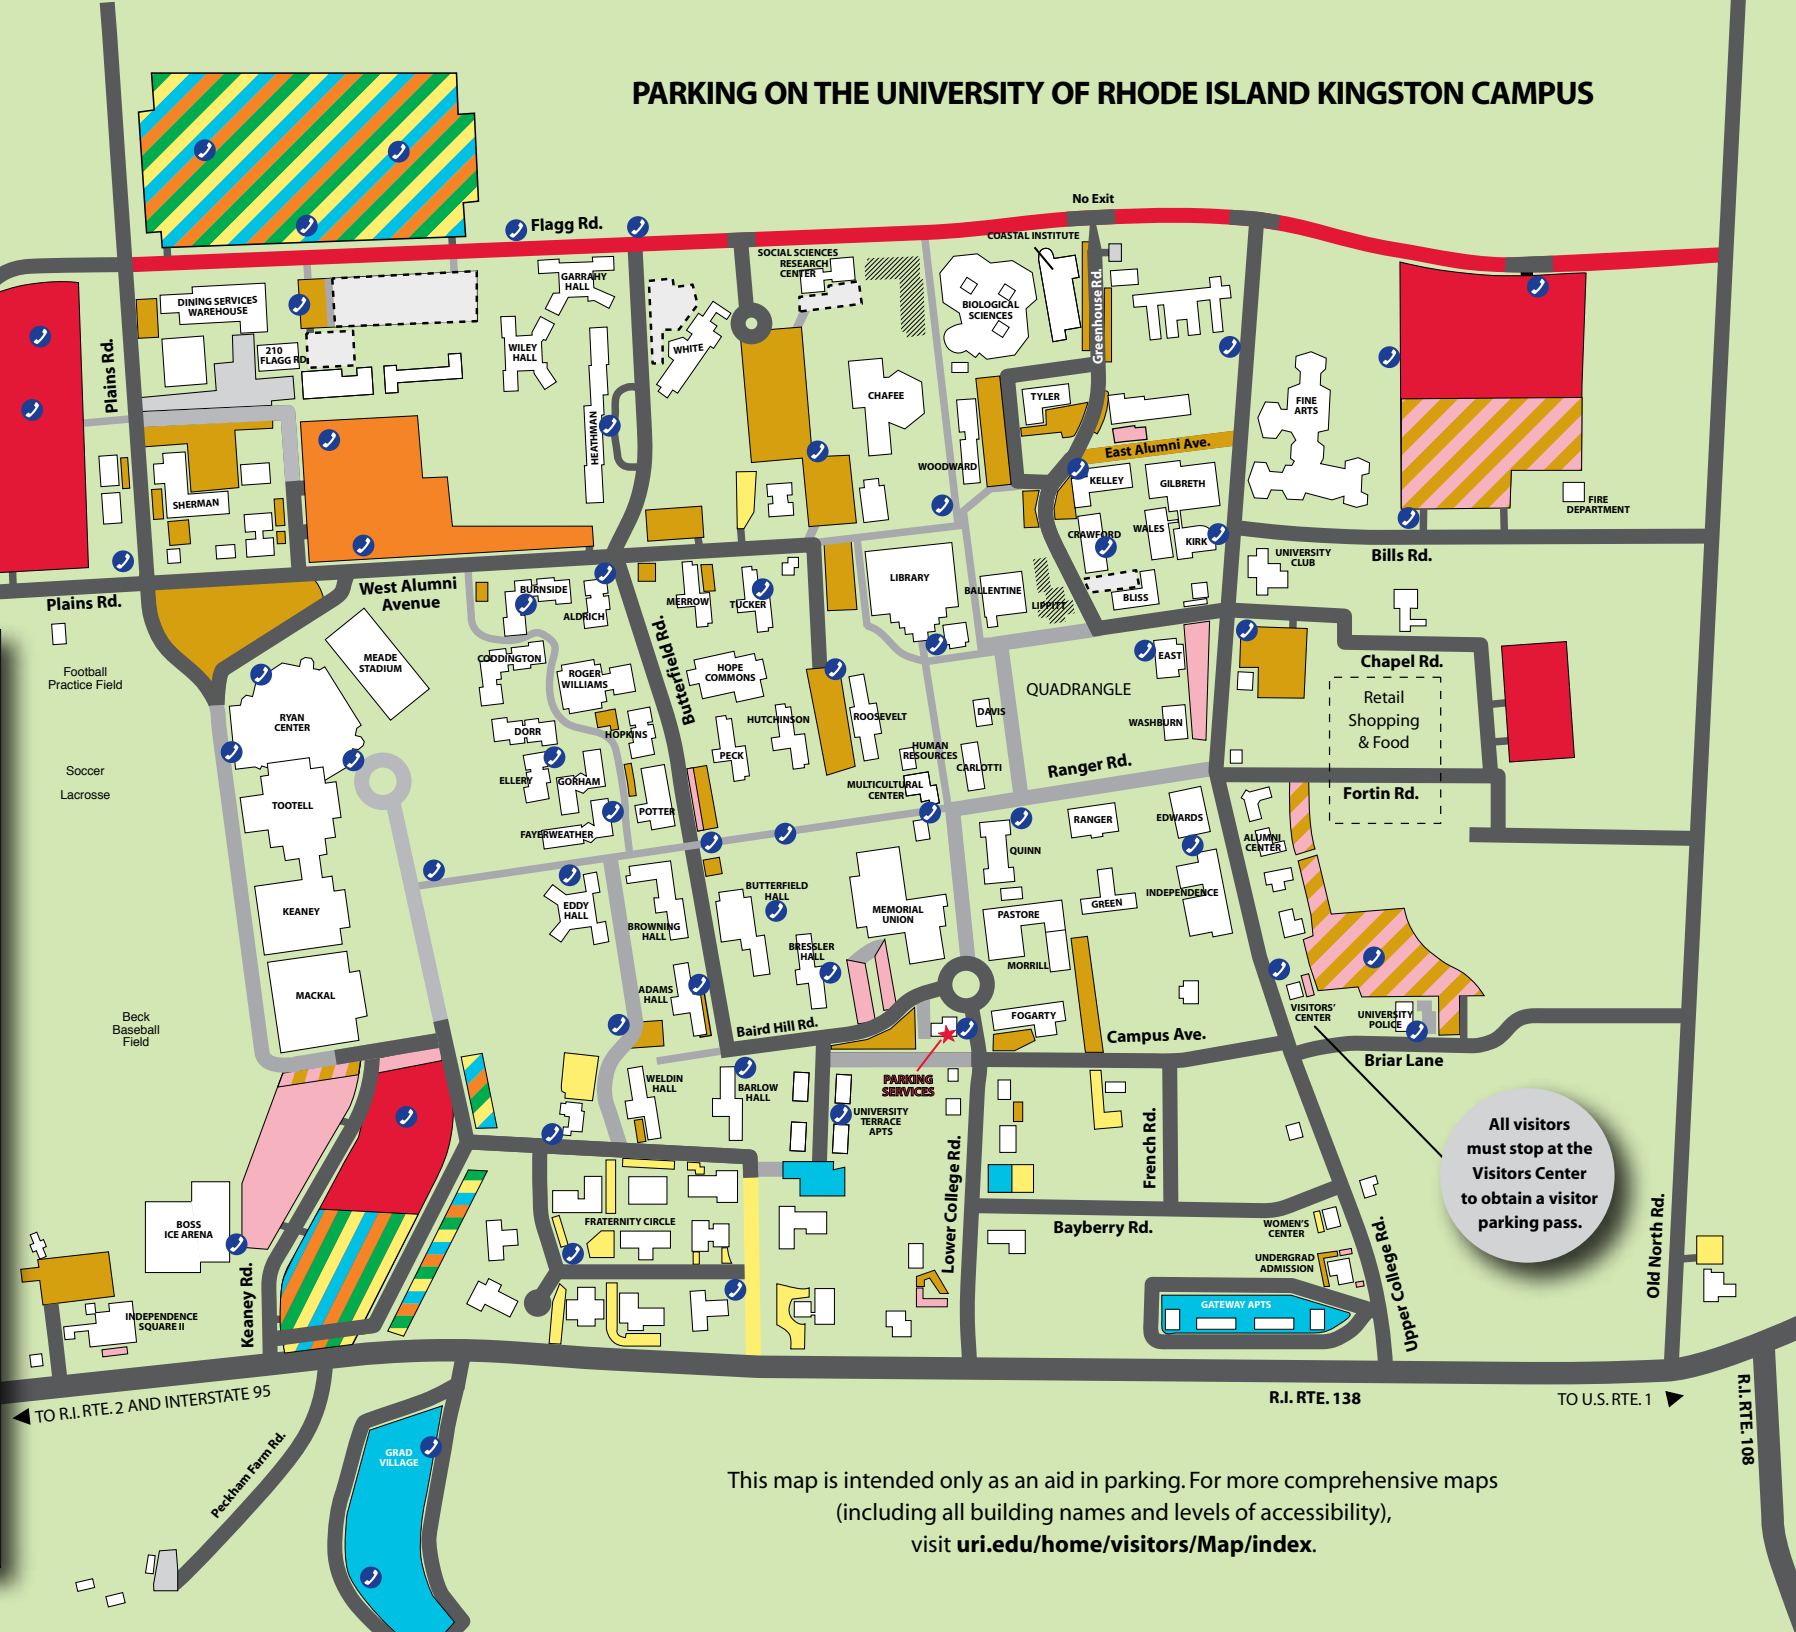 PARKING ON THE UNIVERSITY OF RHODE ISLAND KINGSTON CAMPUS
No Exit
Flagg Rd.
COASTAL INSTITUTE
SOCIAL SCIENCES
RESEARCH
CENTER
GARRAHY
HALL
Greenhouse Rd.
BIOLOGICAL
SCIENCES
DINING SERVICES
WAREHOUSE
Plains Rd.
210
FLAGG RD
WILEY
HALL
WHITE
CHAFEE
TYLER
FINE
ARTS
HEATHMAN
East Alumni Ave.
WOODWARD
KELLEY
GILBRETH
SHERMAN
FIRE
DEPARTMENT
CRAWFORD
WALES
KIRK
UNIVERSITY
CLUB
Bills Rd.
LIBRARY
BALLENTINE
LIPPITT
BLISS
West Alumni
Avenue
Plains Rd.
BURNSIDE
ALDRICH
MERROW
TUCKER
Butterfield Rd.
Football
Practice Field
MEADE
STADIUM
CODDINGTON
ROGER
WILLIAMS
HOPE
COMMONS
EAST
Chapel Rd.
QUADRANGLE
Retail
Shopping
& Food
RYAN
CENTER
DORR
HOPKINS
HUTCHINSON
ROOSEVELT
DAVIS
WASHBURN
PECK
HUMAN
RESOURCES
CARLOTTI
Ranger Rd.
Soccer
Lacrosse
ELLERY
GORHAM
MULTICULTURAL
CENTER
Fortin Rd.
TOOTELL
POTTER
FAYERWEATHER
RANGER
EDWARDS
ALUMNI
CENTER
QUINN
KEANEY
EDDY
HALL
BROWNING
HALL
BUTTERFIELD
HALL
MEMORIAL
UNION
PASTORE
GREEN
INDEPENDENCE
BRESSLER
HALL
MORRILL
MACKAL
ADAMS
HALL
Beck
Baseball
Field
Baird Hill Rd.
FOGARTY
Campus Ave.
VISITORS'
CENTER
UNIVERSITY
POLICE
Briar Lane
PARKING
SERVICES
WELDIN
HALL
BARLOW
HALL
UNIVERSITY
TERRACE
APTS
French Rd.
Lower College Rd.
All visitors
must stop at the
Visitors Center
to obtain a visitor
parking pass.
BOSS
ICE ARENA
FRATERNITY CIRCLE
Bayberry Rd.
WOMEN'S
CENTER
UNDERGRAD
ADMISSION
Upper College Rd.
Old North Rd.
Keaney Rd.
INDEPENDENCE
SQUARE II
GATEWAY APTS
TO R.I. RTE. 2 AND INTERSTATE 95
R.I. RTE. 138
TO U.S. RTE. 1
R.I. RTE. 108
Peckham Farm Rd.
GRAD
VILLAGE
This map is intended only as an aid in parking. For more comprehensive maps
(including all building names and levels of accessibility),
visit uri.edu/home/visitors/Map/index.